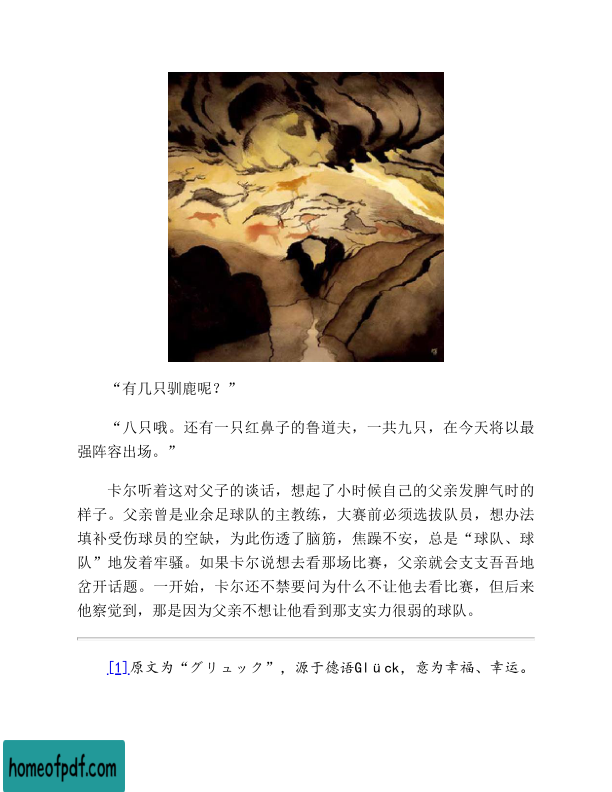 “有几只驯鹿呢？”
“八只哦。还有一只红鼻子的鲁道夫，一共九只，在今天将以最
强阵容出场。”
卡尔听着这对父子的谈话，想起了小时候自己的父亲发脾气时的
样子。父亲曾是业余足球队的主教练，大赛前必须选拔队员，想办法
填补受伤球员的空缺，为此伤透了脑筋，焦躁不安，总是“球队、球
队”地发着牢骚。如果卡尔说想去看那场比赛，父亲就会支支吾吾地
岔开话题。一开始，卡尔还不禁要问为什么不让他去看比赛，但后来
他察觉到，那是因为父亲不想让他看到那支实力很弱的球队。
[1]原文为“グリュック”，源于德语Glück，意为幸福、幸运。
homeofpdf.com